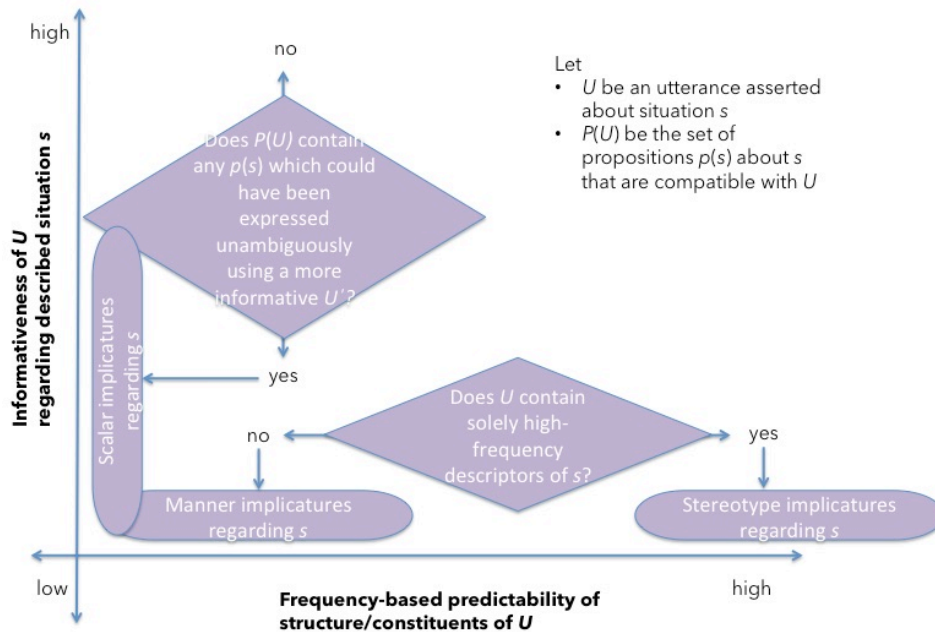 high
no
Let
• U be an utterance asserted
about situation s
• P(U) be the set of
propositions p(s) about s
that are compatible with U
Does P(U) contain
any p(s) which could
have been
expressed
unambiguously
using a more
informative U´?
Informativeness of U
regarding described situation s
Scalar implicatures
regarding s
yes
Does U contain
solely high-
frequency
descriptors of s?
no
yes
Manner implicatures
regarding s
Stereotype implicatures
regarding s
low
high
Frequency-based predictability of
structure/constituents of U